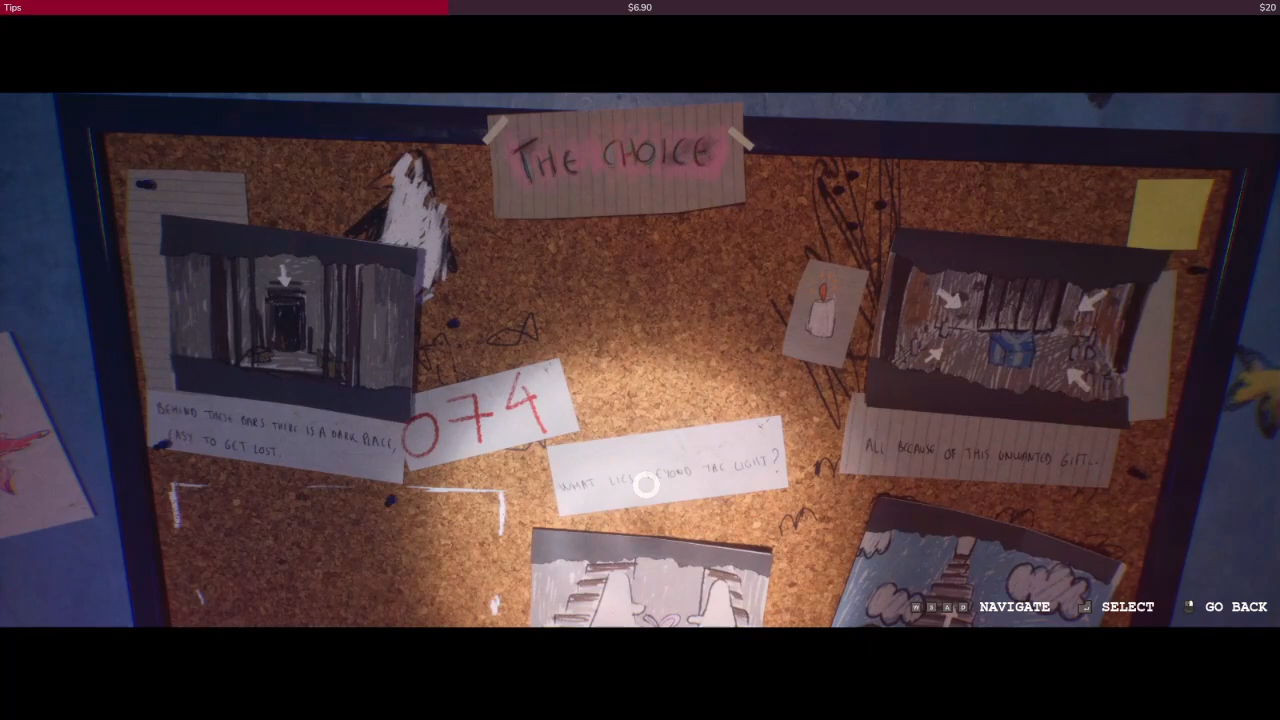 Tips $6.90 $20
THE CHOICE
BEHIND THESE BARS THERE IS A DARK PLACE,
EASY TO GET LOST.
074
WHAT LIES BEYOND THE LIGHT?
ALL BECAUSE OF THIS UNWANTED GIFT...
W S A D NAVIGATE SELECT GO BACK